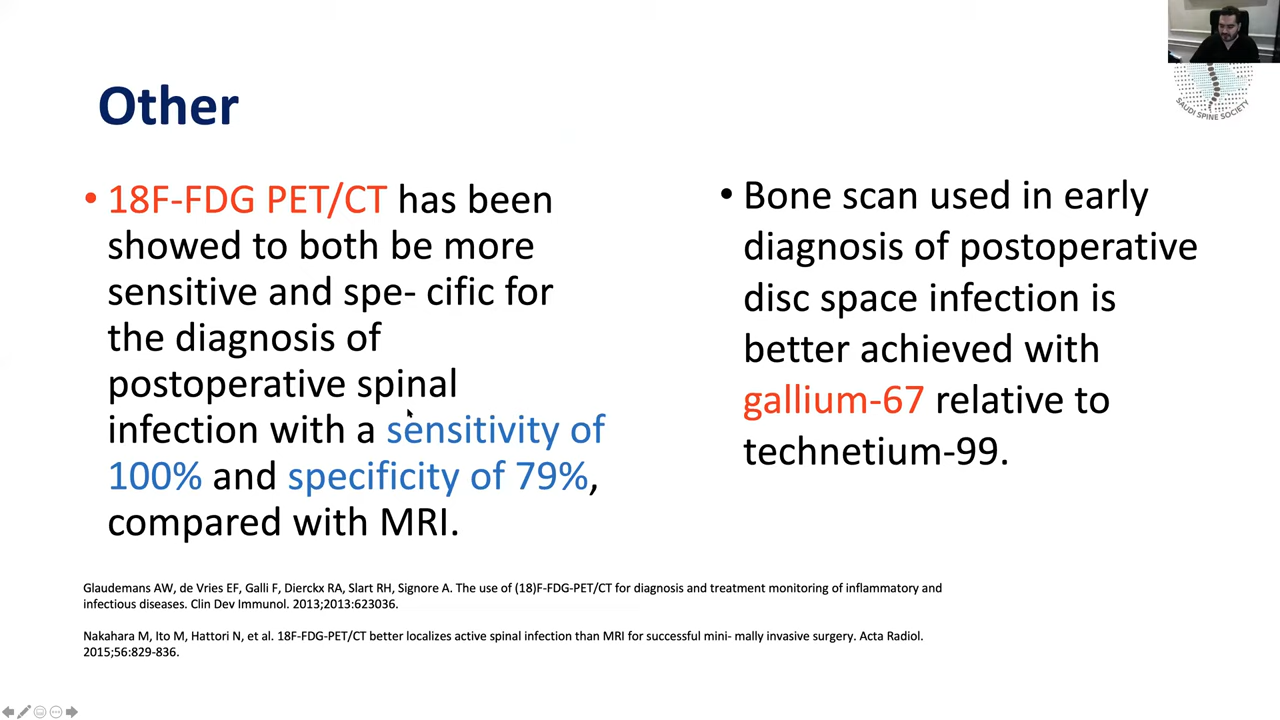 Other
• 18F-FDG PET/CT has been
showed to both be more
sensitive and spe- cific for
the diagnosis of
postoperative spinal
infection with a sensitivity of
100% and specificity of 79%,
compared with MRI.
• Bone scan used in early
diagnosis of postoperative
disc space infection is
better achieved with
gallium-67 relative to
technetium-99.
Glaudemans AW, de Vries EF, Galli F, Dierckx RA, Slart RH, Signore A. The use of (18)F-FDG-PET/CT for diagnosis and treatment monitoring of inflammatory and
infectious diseases. Clin Dev Immunol. 2013;2013:623036.
Nakahara M, Ito M, Hattori N, et al. 18F-FDG-PET/CT better localizes active spinal infection than MRI for successful mini- mally invasive surgery. Acta Radiol.
2015;56:829-836.
SAUDI SPINE SOCIETY